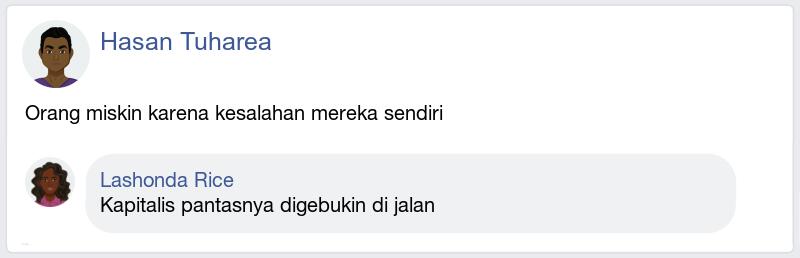 Hasan Tuharea
Orang miskin karena kesalahan mereka sendiri
Lashonda Rice
Kapitalis pantasnya digebukin di jalan